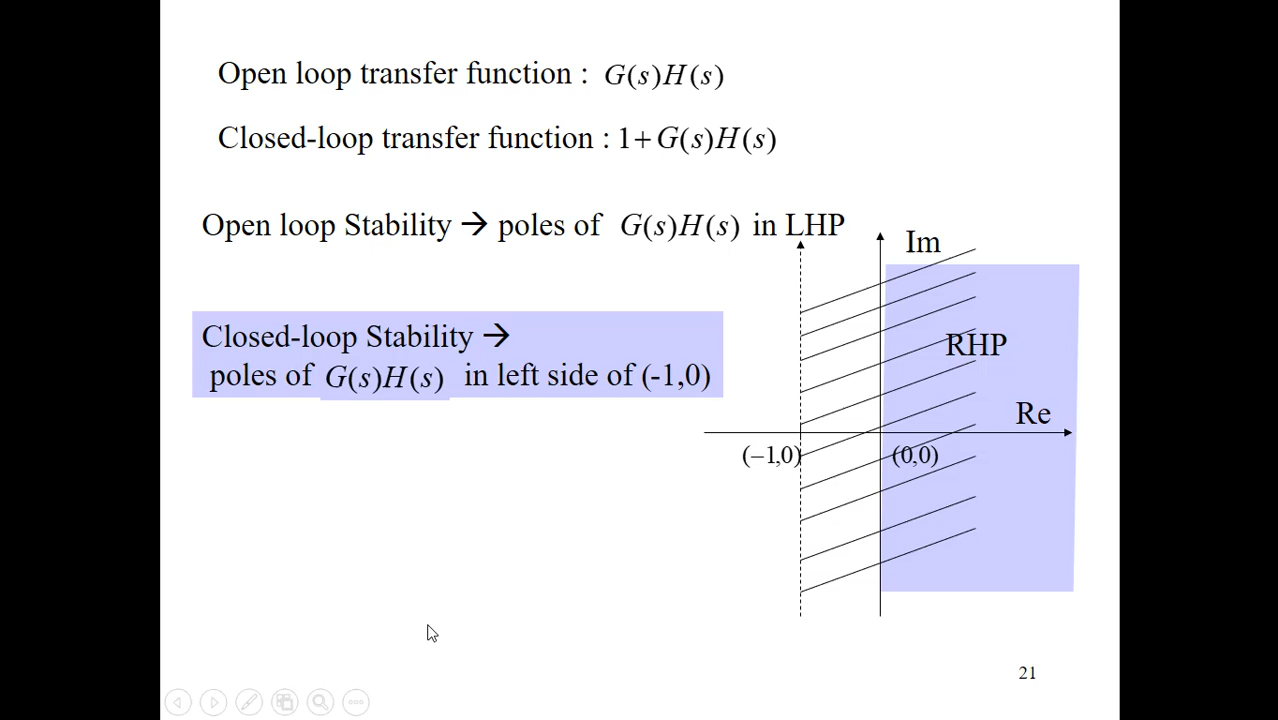 Open loop transfer function : G(s)H(s)
Closed-loop transfer function : 1+G(s)H(s)
Open loop Stability → poles of G(s)H(s) in LHP
Im
Closed-loop Stability →
RHP
poles of G(s)H(s) in left side of (-1,0)
Re
(−1,0)
(0,0)
21